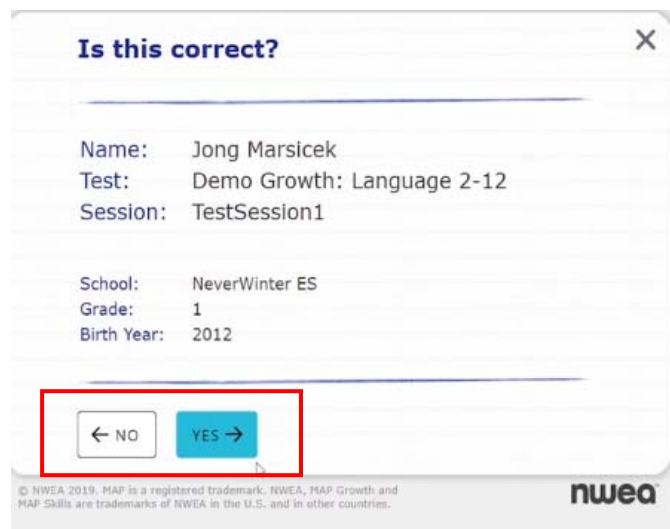 Is this correct?
Name: Jong Marsicek
Test: Demo Growth: Language 2-12
Session: TestSession1
School: NeverWinter ES
Grade: 1
Birth Year: 2012
← NO YES →
© NWEA 2019. MAP is a registered trademark. NWEA, MAP Growth and
MAP Skills are trademarks of NWEA in the U.S. and in other countries.
nwea